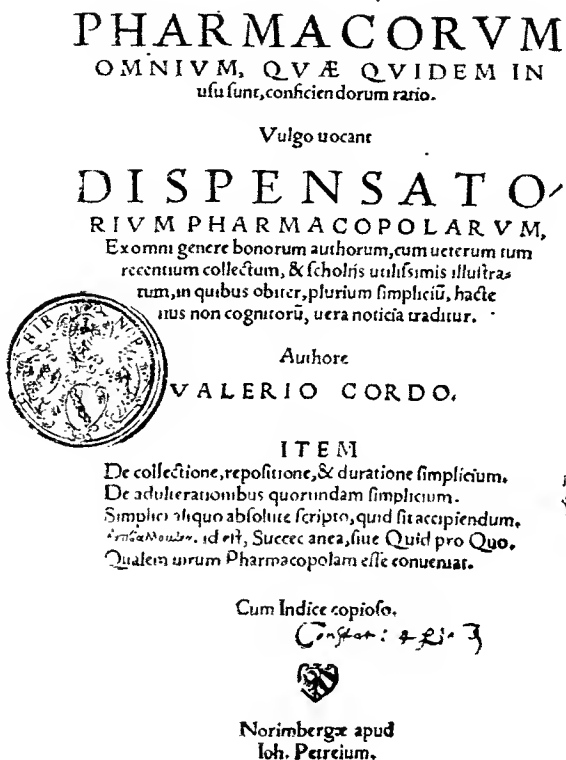 PHARMACORVM
OMNIVM, QVÆ QVIDEM IN
uſu ſunt, conficiendorum ratio.
Vulgo uocant
DISPENSATO⸗
RIVM PHARMACOPOLARVM,
Ex omni genere bonorum authorum, cum ueterum tum
recentium collectum, & ſcholijs utiliſsimis illuſtra⸗
tum, in quibus obiter, plurium ſimpliciū, hacte
nus non cognitorū, uera noticia traditur.
Authore
VALERIO CORDO.
ITEM
De collectione, repoſitione, & duratione ſimplicium.
De adulterationibus quorundam ſimplicium.
Simplici aliquo abſolute ſcripto, quid ſit accipiendum.
id eſt, Succedanea, ſiue Quid pro Quo.
Qualem uirum Pharmacopolam eſſe conueniat.
Cum Indice copioſo.
Conſtat:
Norimbergæ apud
Ioh. Petreium.